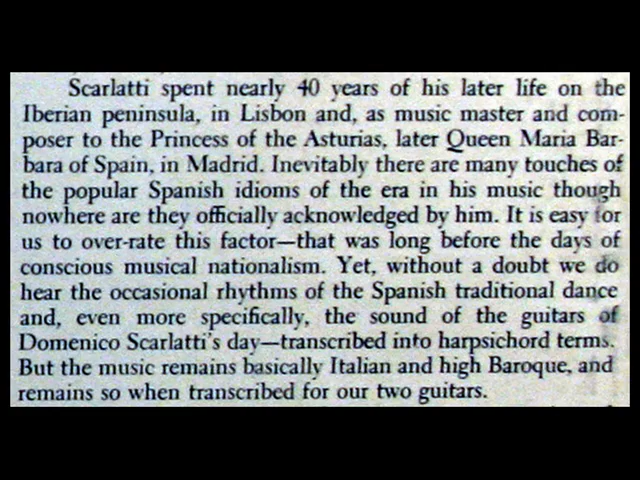 Scarlatti spent nearly 40 years of his later life on the
Iberian peninsula, in Lisbon and, as music master and com-
poser to the Princess of the Asturias, later Queen Maria Bar-
bara of Spain, in Madrid. Inevitably there are many touches of
the popular Spanish idioms of the era in his music though
nowhere are they officially acknowledged by him. It is easy for
us to over-rate this factor—that was long before the days of
conscious musical nationalism. Yet, without a doubt we do
hear the occasional rhythms of the Spanish traditional dance
and, even more specifically, the sound of the guitars of
Domenico Scarlatti's day—transcribed into harpsichord terms.
But the music remains basically Italian and high Baroque, and
remains so when transcribed for our two guitars.